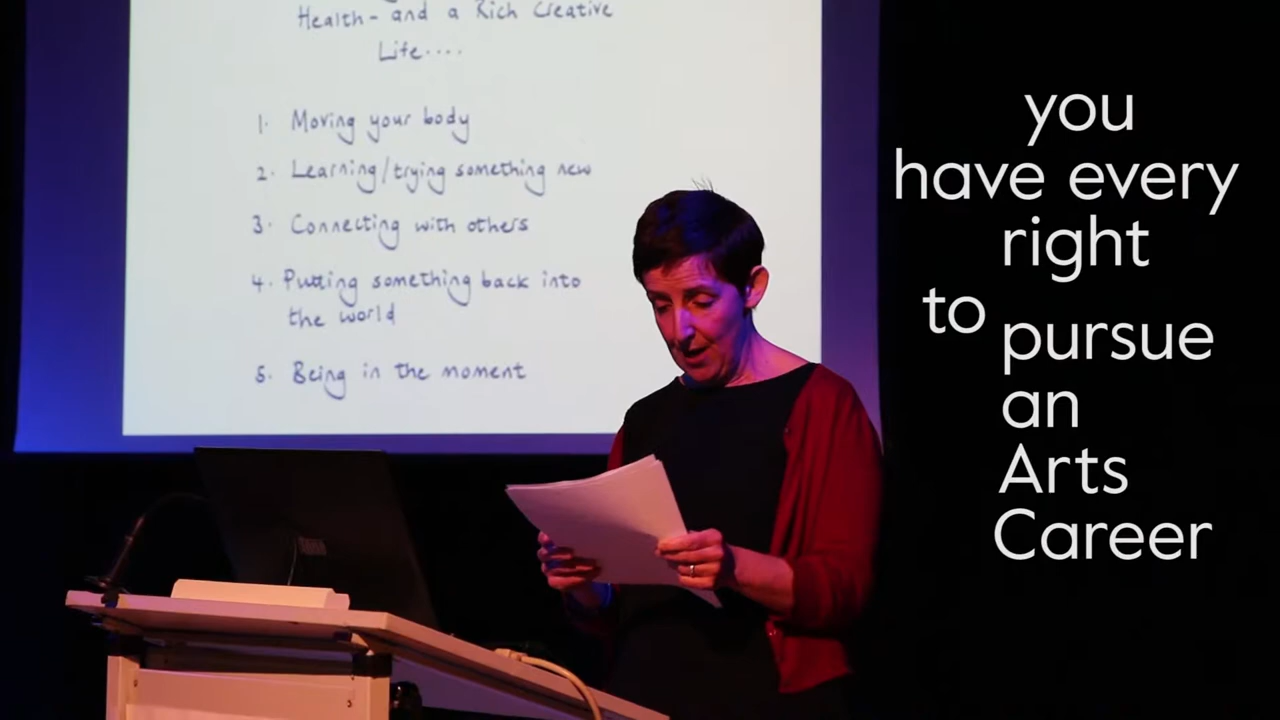 Health - and a Rich Creative
Life....
1. Moving your body
2. Learning/trying something new
3. Connecting with others
4. Putting something back into
the world
5. Being in the moment
you
have every
right
to pursue
an
Arts
Career